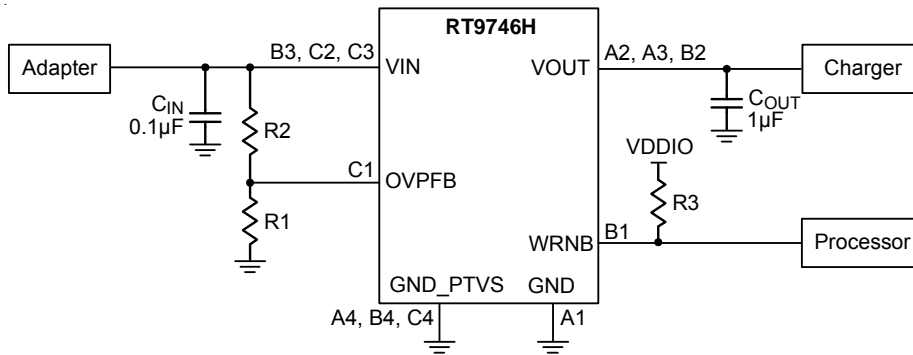 RT9746H
Adapter
B3, C2, C3
VIN
VOUT
A2, A3, B2
Charger
CIN
0.1µF
R2
COUT
1µF
C1
OVPFB
VDDIO
R3
R1
WRNB
B1
Processor
GND_PTVS
GND
A4, B4, C4
A1